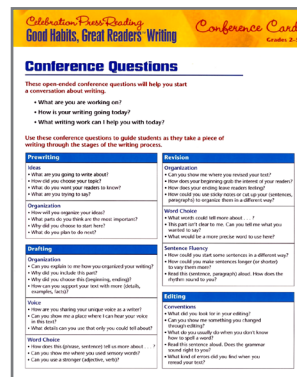 Celebration Press Reading
Good Habits, Great Readers™ Writing
Conference Card
Grades 2–
Conference Questions
These open-ended conference questions will help you start
a conversation about writing.
• What are you working on?
• How is your writing going today?
• What writing work can I help you with today?
Use these conference questions to guide students as they take a piece of
writing through the stages of the writing process.
Prewriting
Ideas
• What are you going to write about?
• How did you choose your topic?
• What do you want your readers to know?
• What are you trying to say?
Organization
• How will you organize your ideas?
• What parts do you think are the most important?
• Why did you choose to start here?
• What do you plan to do next?
Drafting
Organization
• Can you explain to me how you organized your writing?
• Why did you include this part?
• Why did you choose this (beginning, ending)?
• How can you support your text with more (details,
examples, facts)?
Voice
• How are you sharing your unique voice as a writer?
• Can you show me a place where I can hear your voice
in this text?
• What details can you use that only you could tell about?
Word Choice
• How does this (phrase, sentence) tell us more about . . . ?
• Can you show me where you used sensory words?
• Can you use a stronger (adjective, verb)?
Revision
Organization
• Can you show me where you revised your text?
• How does your beginning grab the interest of your readers?
• How does your ending leave readers feeling?
• How could you use sticky notes or cut up your (sentences,
paragraphs) to organize them in a different way?
Word Choice
• What words could tell more about . . . ?
• This part isn't clear to me. Can you tell me what you
wanted to say?
• What would be a more precise word to use here?
Sentence Fluency
• How could you start some sentences in a different way?
• How could you make sentences longer (or shorter)
to vary them more?
• Read this (sentence, paragraph) aloud. How does the
rhythm sound to you?
Editing
Conventions
• What did you look for in your editing?
• Can you show me something you changed
through editing?
• What do you usually do when you don't know
how to spell a word?
• Read this sentence aloud. Does the grammar
sound right to you?
• What kind of errors did you find when you
reread your text?